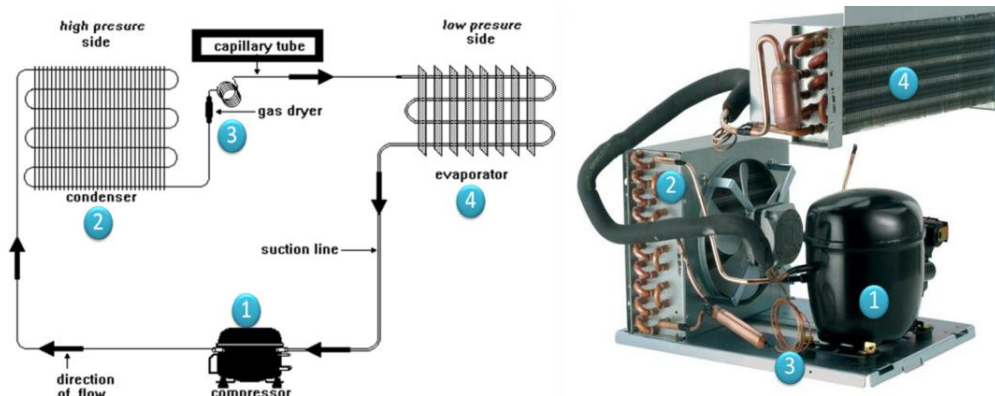 high presure
side
capillary tube
low presure
side
gas dryer
3
condenser
2
evaporator
4
suction line
1
direction
of flow
compressor
4
2
1
3